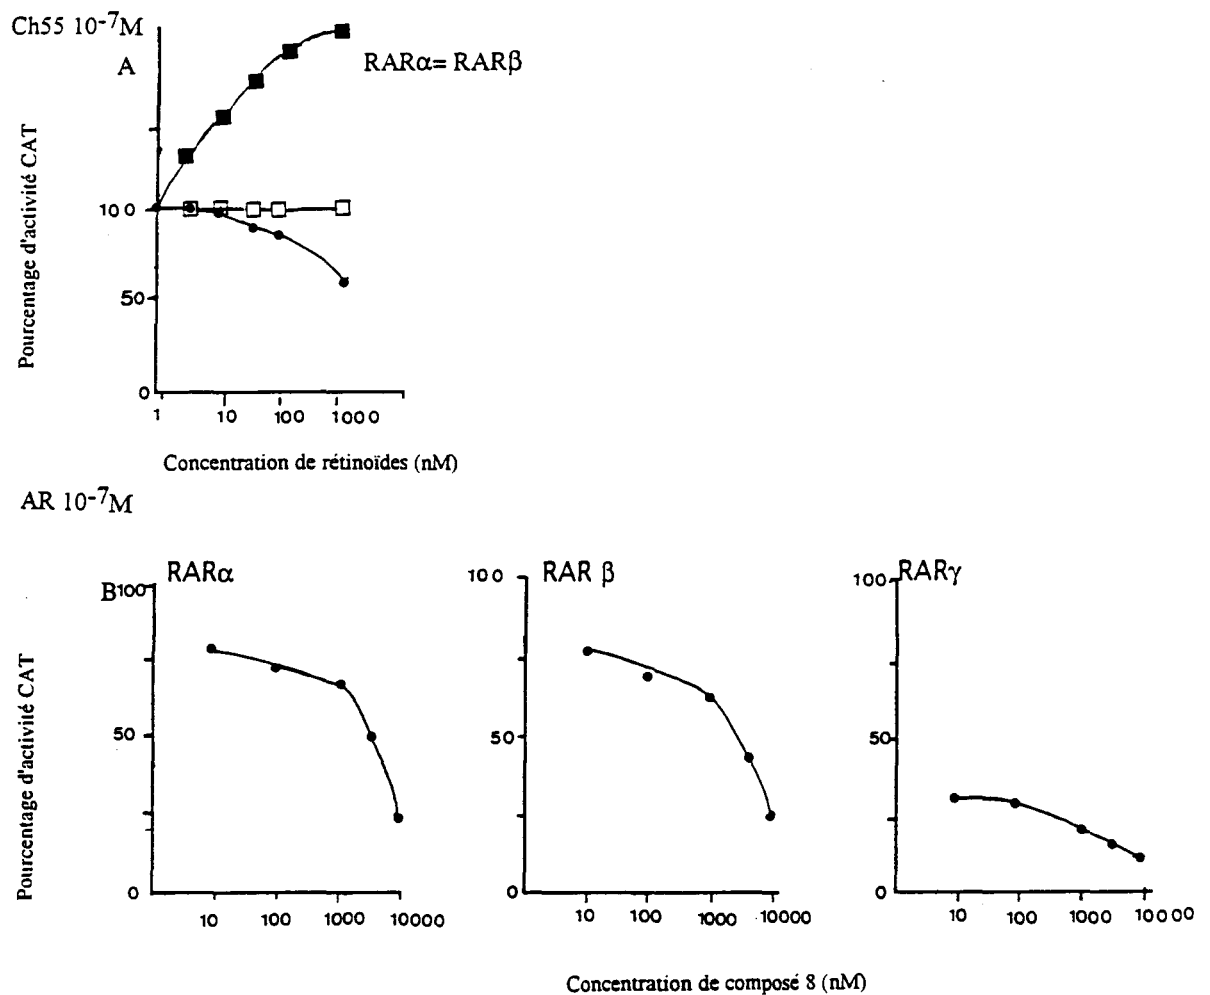 Ch55 10-7M
A
RARα= RARβ
Pourcentage d'activité CAT
100
50
0
1 10 100 1000
Concentration de rétinoïdes (nM)
AR 10-7M
B
RARα
Pourcentage d'activité CAT
100
50
0
10 100 1000 10000
RAR β
100
50
0
10 100 1000 10000
RARγ
100
50
0
10 100 1000 10000
Concentration de composé 8 (nM)